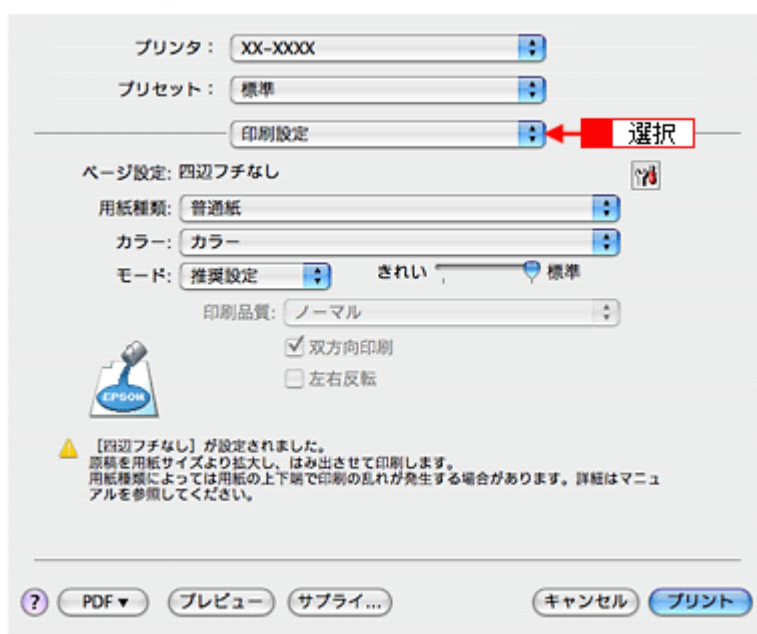 プリンタ： XX-XXXX
プリセット： 標準
印刷設定 選択
ページ設定: 四辺フチなし
用紙種類: 普通紙
カラー: カラー
モード: 推奨設定 きれい 標準
印刷品質: ノーマル
双方向印刷
左右反転
EPSON
［四辺フチなし］が設定されました。
原稿を用紙サイズより拡大し、はみ出させて印刷します。
用紙種類によっては用紙の上下端で印刷の乱れが発生する場合があります。詳細はマニュ
アルを参照してください。
? PDF▼ プレビュー サプライ... キャンセル プリント